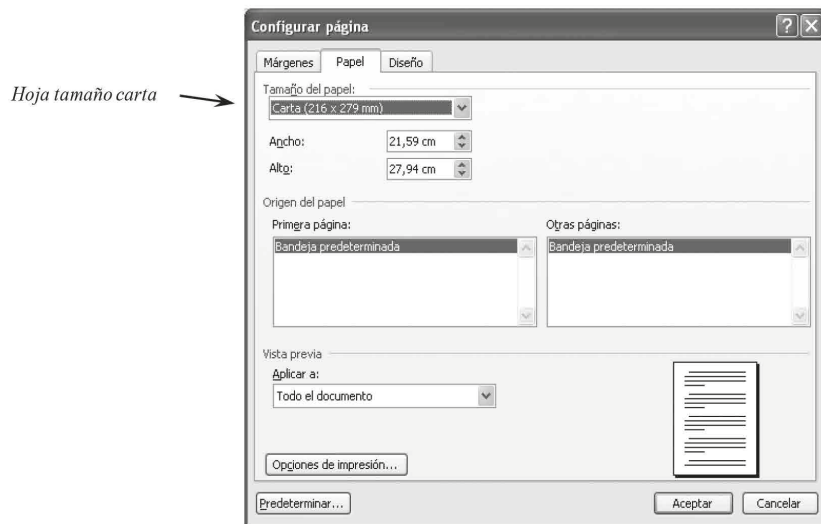 Configurar página
Márgenes Papel Diseño
Hoja tamaño carta
Tamaño del papel:
Carta (216 x 279 mm)
Ancho: 21,59 cm
Alto: 27,94 cm
Origen del papel
Primera página: Otras páginas:
Bandeja predeterminada Bandeja predeterminada
Vista previa
Aplicar a:
Todo el documento
Opciones de impresión...
Predeterminar... Aceptar Cancelar